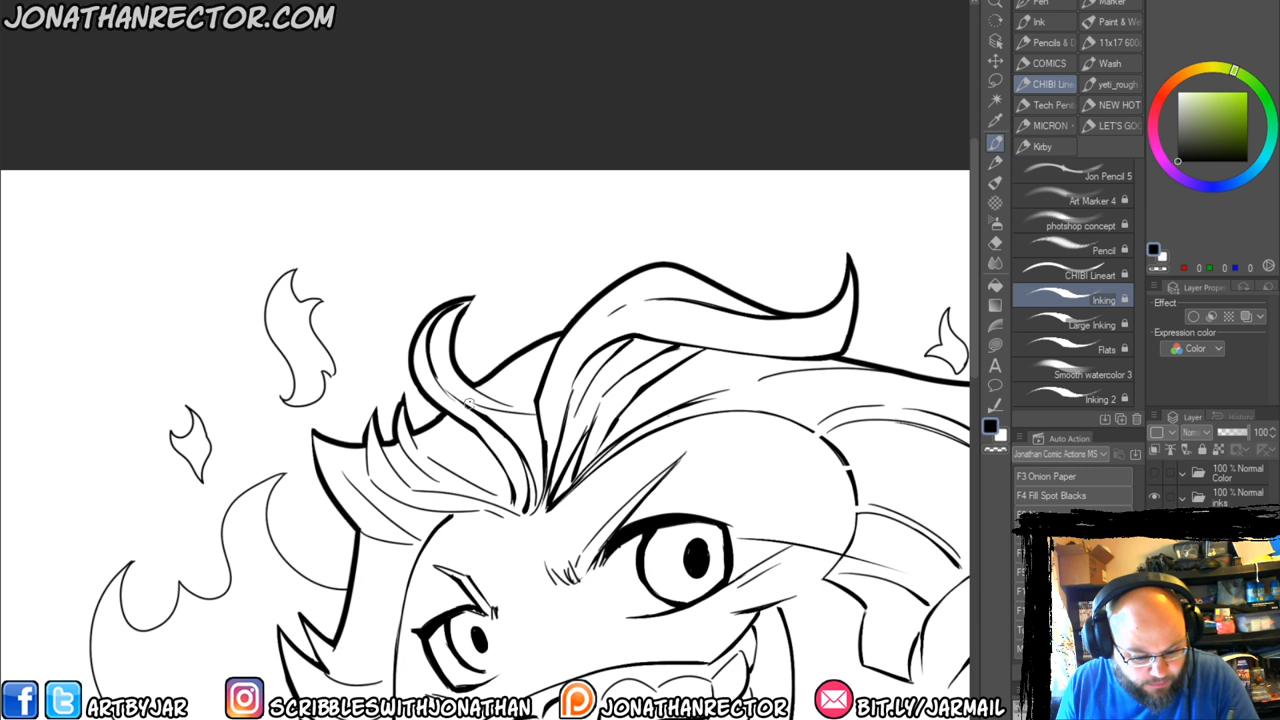 JONATHANRECTOR.COM
Pen
Marker
Ink
Paint & We
Pencils & D
11x17 600
COMICS
Wash
CHIBI Line
yeti_rough
Tech Pen
NEW HOT
MICRON
LET'S GO
Kirby
Jon Pencil 5
Art Marker 4
photshop concept
Pencil
CHIBI Lineart
Inking
Large Inking
Flats
Smooth watercolor 3
Inking 2
0 0 0
Layer Prope
Effect
Expression color
Color
Layer
History
Norm
100
Auto Action
Jonathan Comic Actions MS
F3 Onion Paper
F4 Fill Spot Blacks
100 % Normal
Color
100 % Normal
inks
ARTBYJAR
SCRIBBLESWITHJONATHAN
JONATHANRECTOR
BIT.LY/JARMAIL